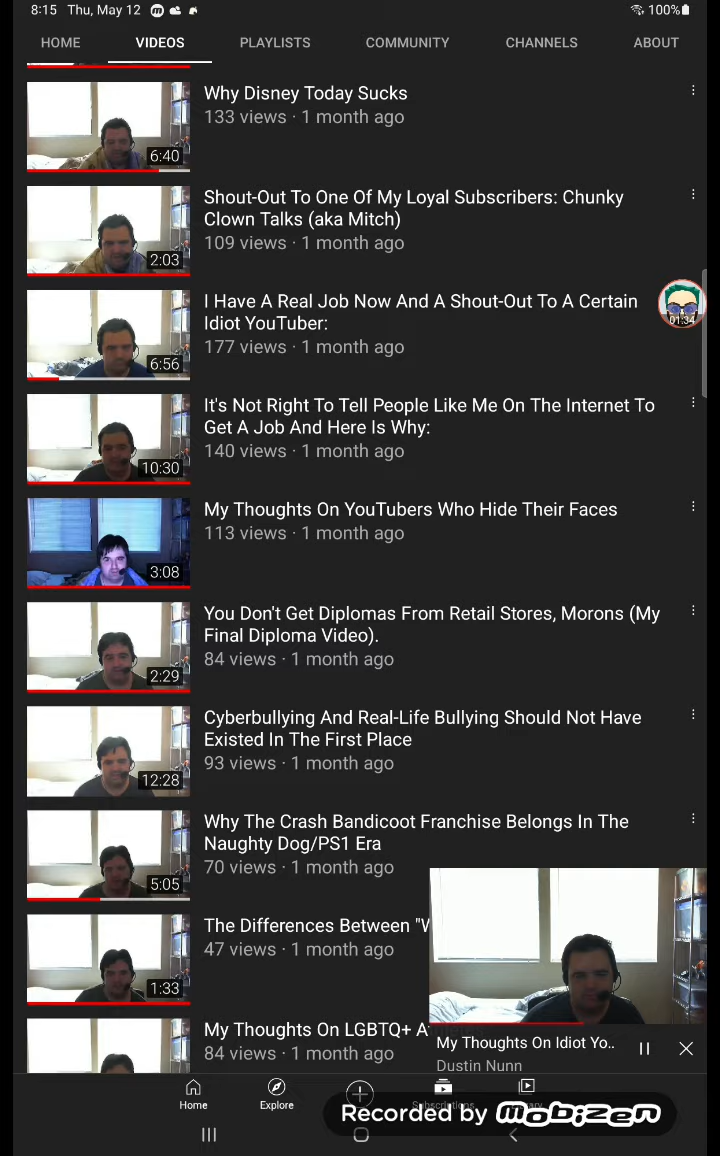 8:15 Thu, May 12
100%
HOME VIDEOS PLAYLISTS COMMUNITY CHANNELS ABOUT
Why Disney Today Sucks
133 views · 1 month ago
6:40
Shout-Out To One Of My Loyal Subscribers: Chunky
Clown Talks (aka Mitch)
109 views · 1 month ago
2:03
I Have A Real Job Now And A Shout-Out To A Certain
Idiot YouTuber:
177 views · 1 month ago
6:56
01:34
It's Not Right To Tell People Like Me On The Internet To
Get A Job And Here Is Why:
140 views · 1 month ago
10:30
My Thoughts On YouTubers Who Hide Their Faces
113 views · 1 month ago
3:08
You Don't Get Diplomas From Retail Stores, Morons (My
Final Diploma Video).
84 views · 1 month ago
2:29
Cyberbullying And Real-Life Bullying Should Not Have
Existed In The First Place
93 views · 1 month ago
12:28
Why The Crash Bandicoot Franchise Belongs In The
Naughty Dog/PS1 Era
70 views · 1 month ago
5:05
The Differences Between "
47 views · 1 month ago
1:33
My Thoughts On LGBTQ+
84 views · 1 month ago
My Thoughts On Idiot Yo..
Dustin Nunn
Home Explore Subscriptions
Recorded by mobizen